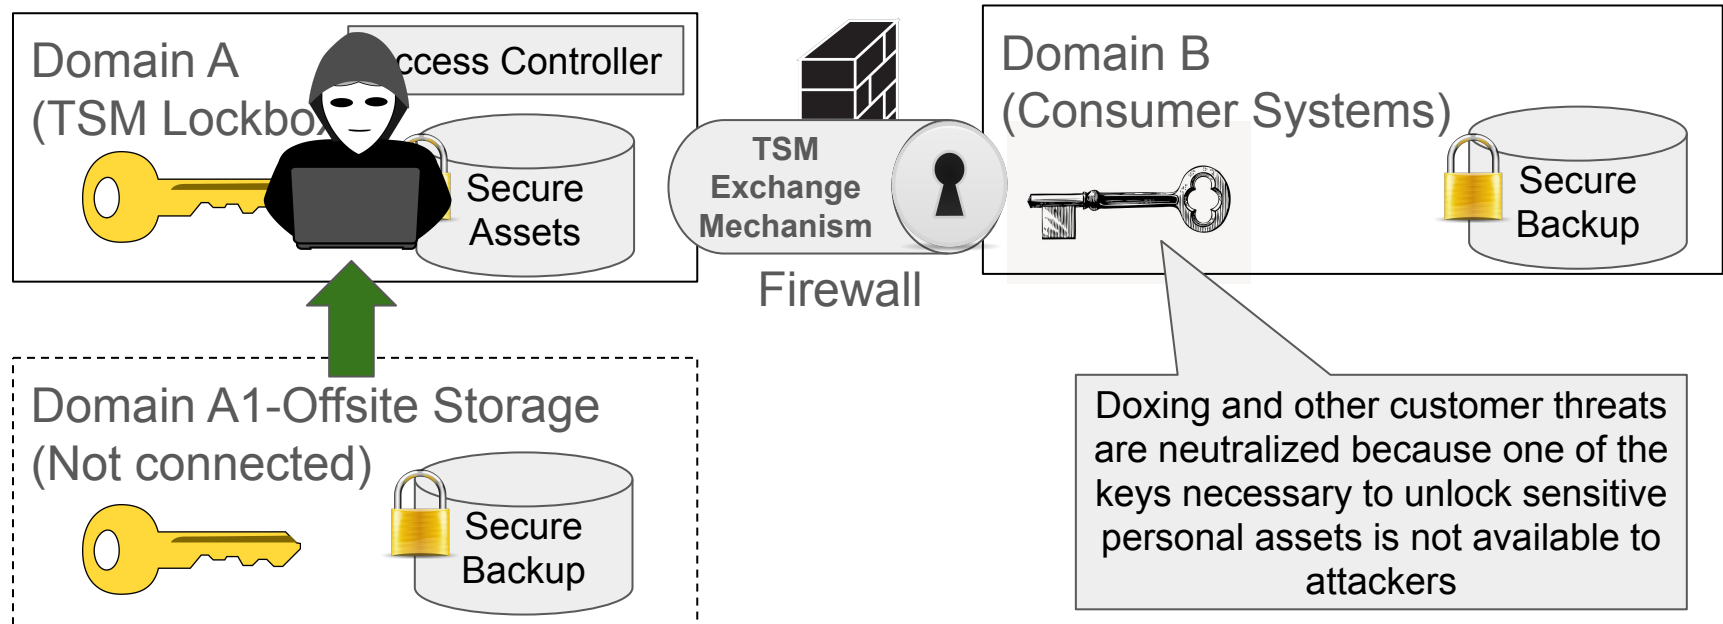 Domain A
(TSM Lockbox
ccess Controller
Secure
Assets
TSM
Exchange
Mechanism
Firewall
Domain B
(Consumer Systems)
Secure
Backup
Domain A1-Offsite Storage
(Not connected)
Secure
Backup
Doxing and other customer threats
are neutralized because one of the
keys necessary to unlock sensitive
personal assets is not available to
attackers